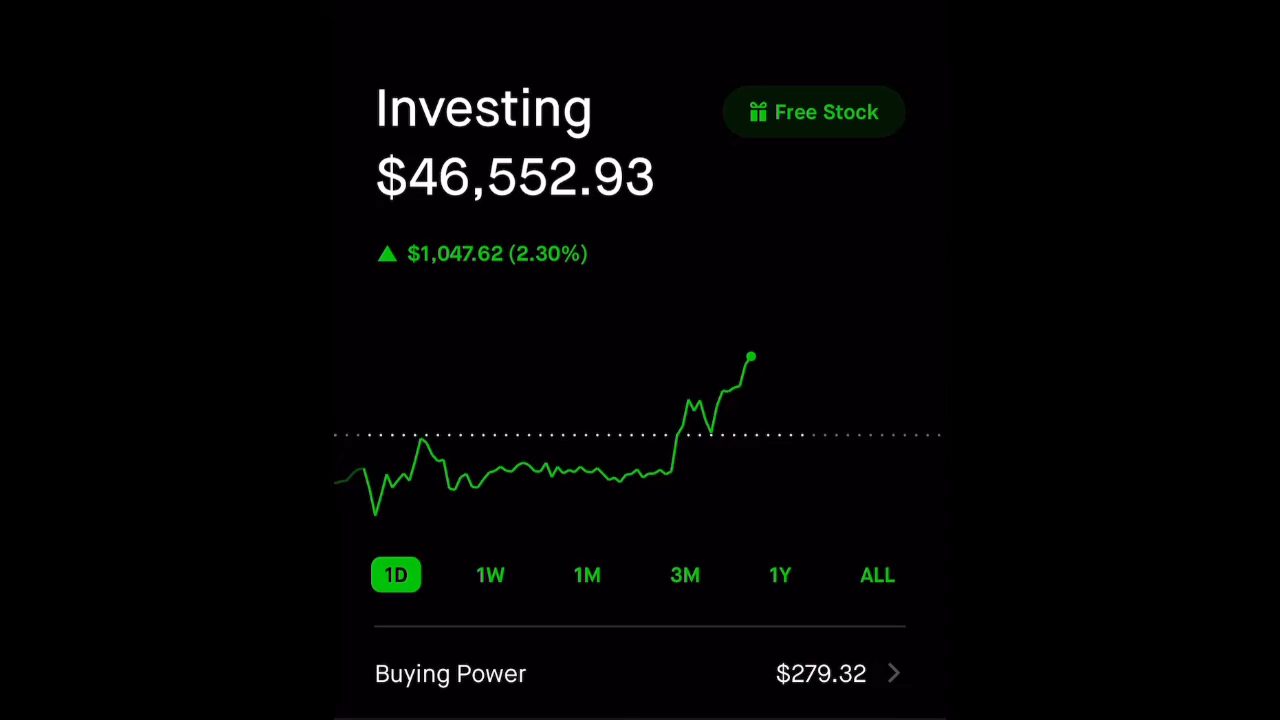 Investing
Free Stock
$46,552.93
▲ $1,047.62 (2.30%)
1D 1W 1M 3M 1Y ALL
Buying Power $279.32